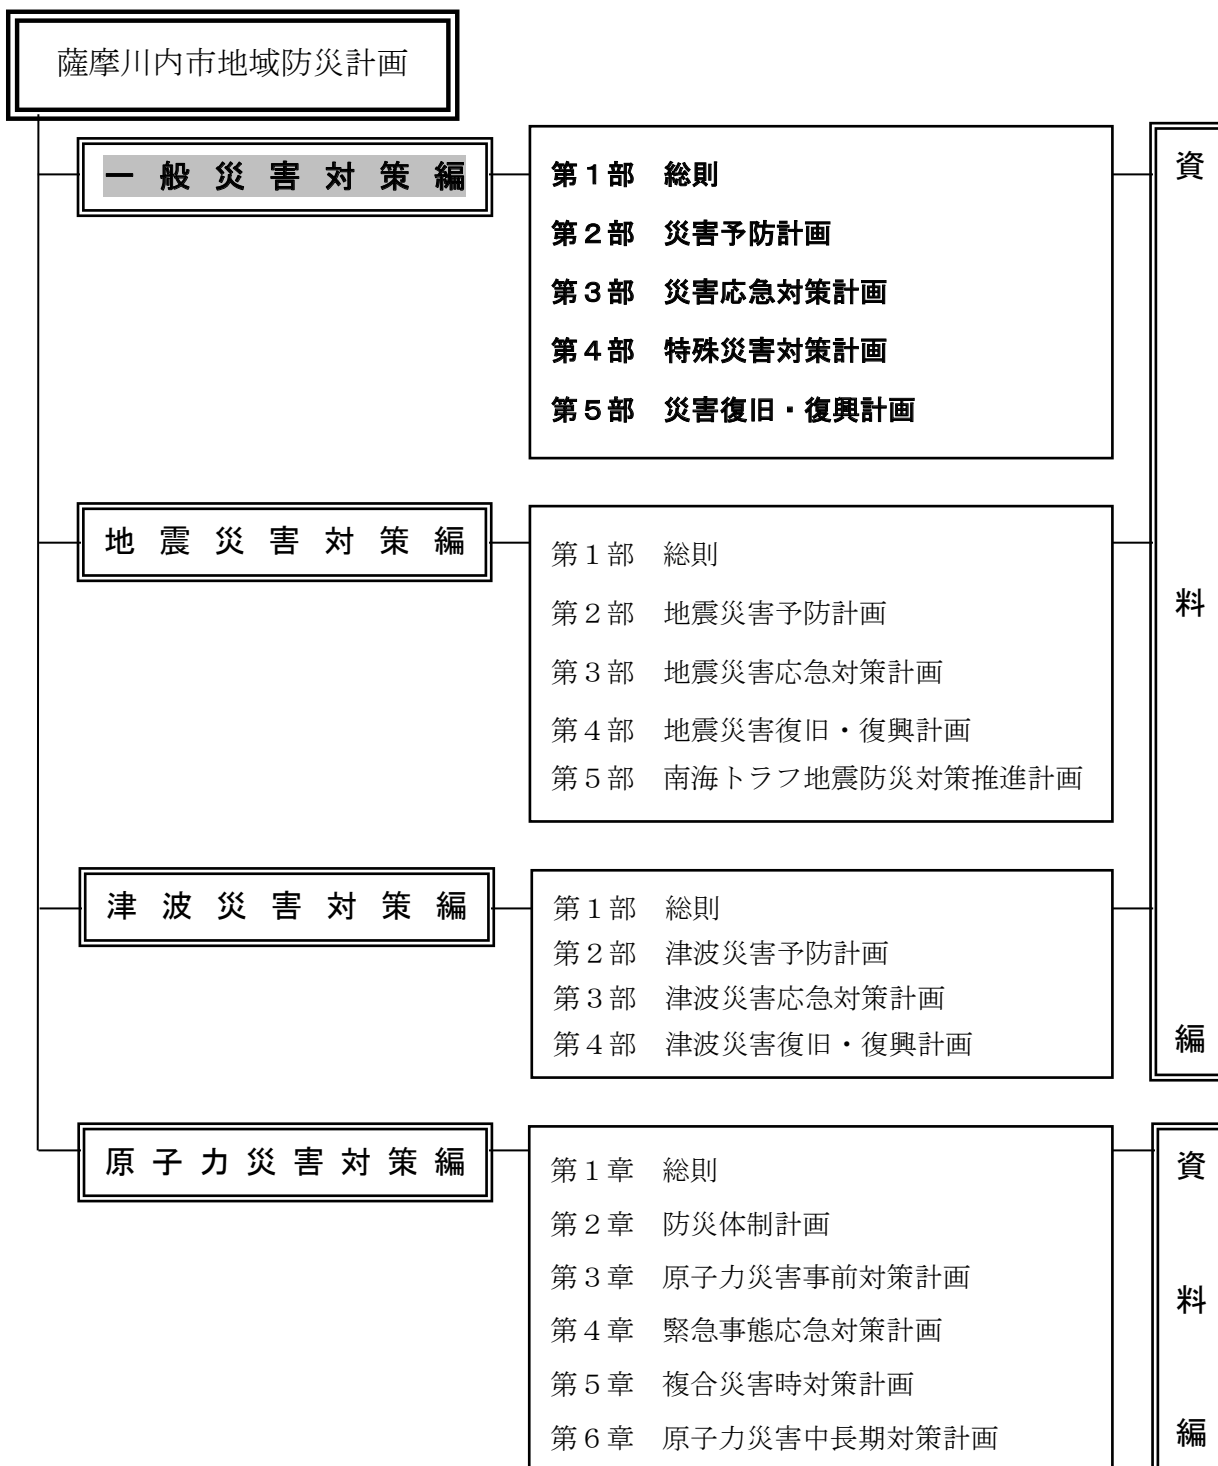 薩摩川内市地域防災計画
一般災害対策編
第１部　総則
第２部　災害予防計画
第３部　災害応急対策計画
第４部　特殊災害対策計画
第５部　災害復旧・復興計画
地震災害対策編
第１部　総則
第２部　地震災害予防計画
第３部　地震災害応急対策計画
第４部　地震災害復旧・復興計画
第５部　南海トラフ地震防災対策推進計画
津波災害対策編
第１部　総則
第２部　津波災害予防計画
第３部　津波災害応急対策計画
第４部　津波災害復旧・復興計画
資料編
原子力災害対策編
第１章　総則
第２章　防災体制計画
第３章　原子力災害事前対策計画
第４章　緊急事態応急対策計画
第５章　複合災害時対策計画
第６章　原子力災害中長期対策計画
資料編